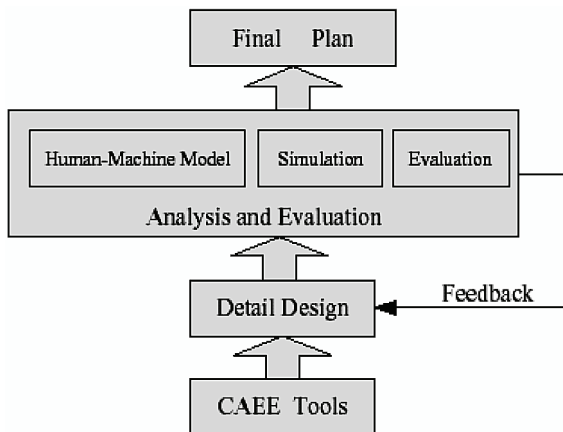 Final Plan
Human-Machine Model
Simulation
Evaluation
Analysis and Evaluation
Detail Design
Feedback
CAEE Tools